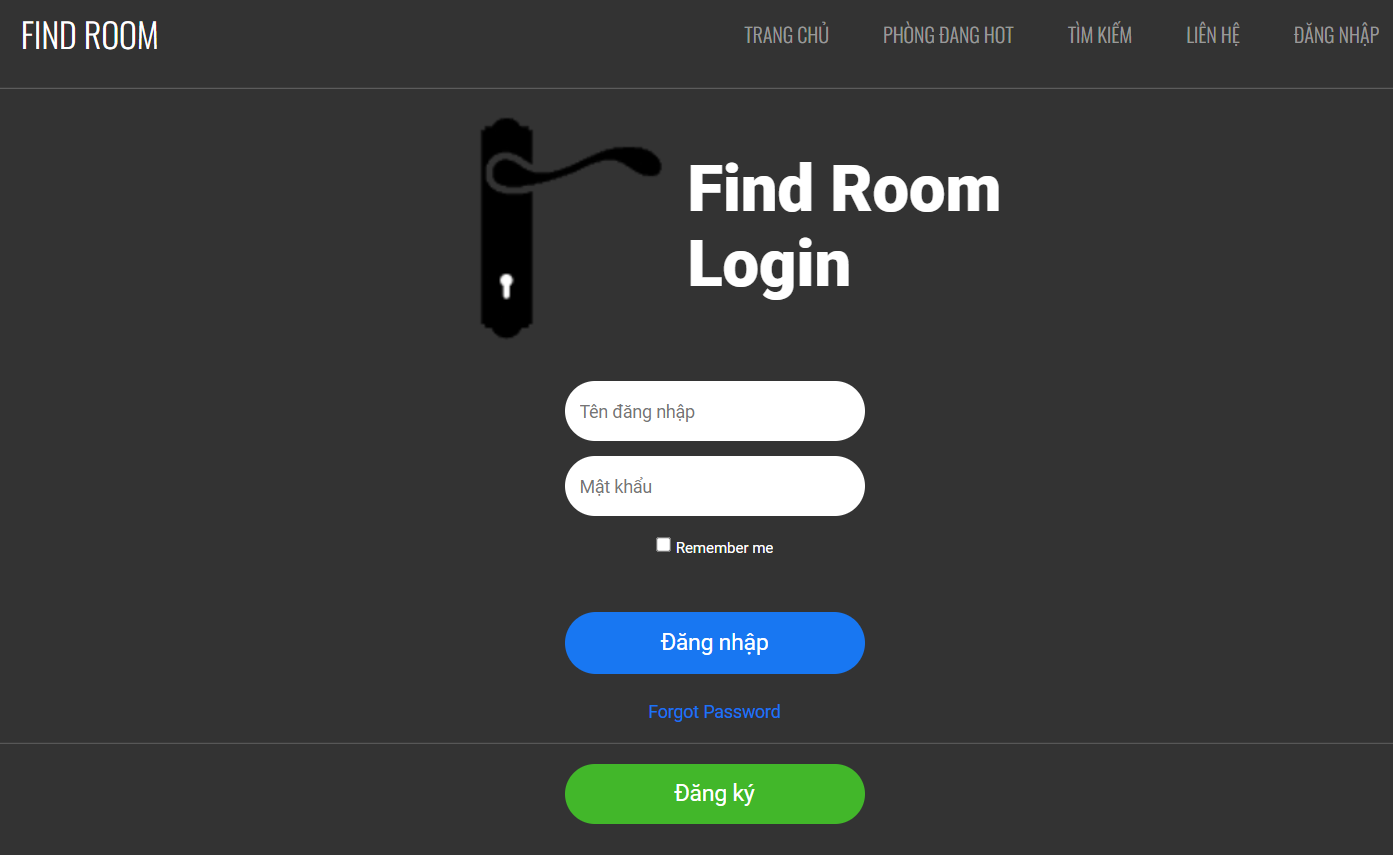 FIND ROOM
TRANG CHỦ
PHÒNG ĐANG HOT
TÌM KIẾM
LIÊN HỆ
ĐĂNG NHẬP
Find Room
Login
Tên đăng nhập
Mật khẩu
Remember me
Đăng nhập
Forgot Password
Đăng ký